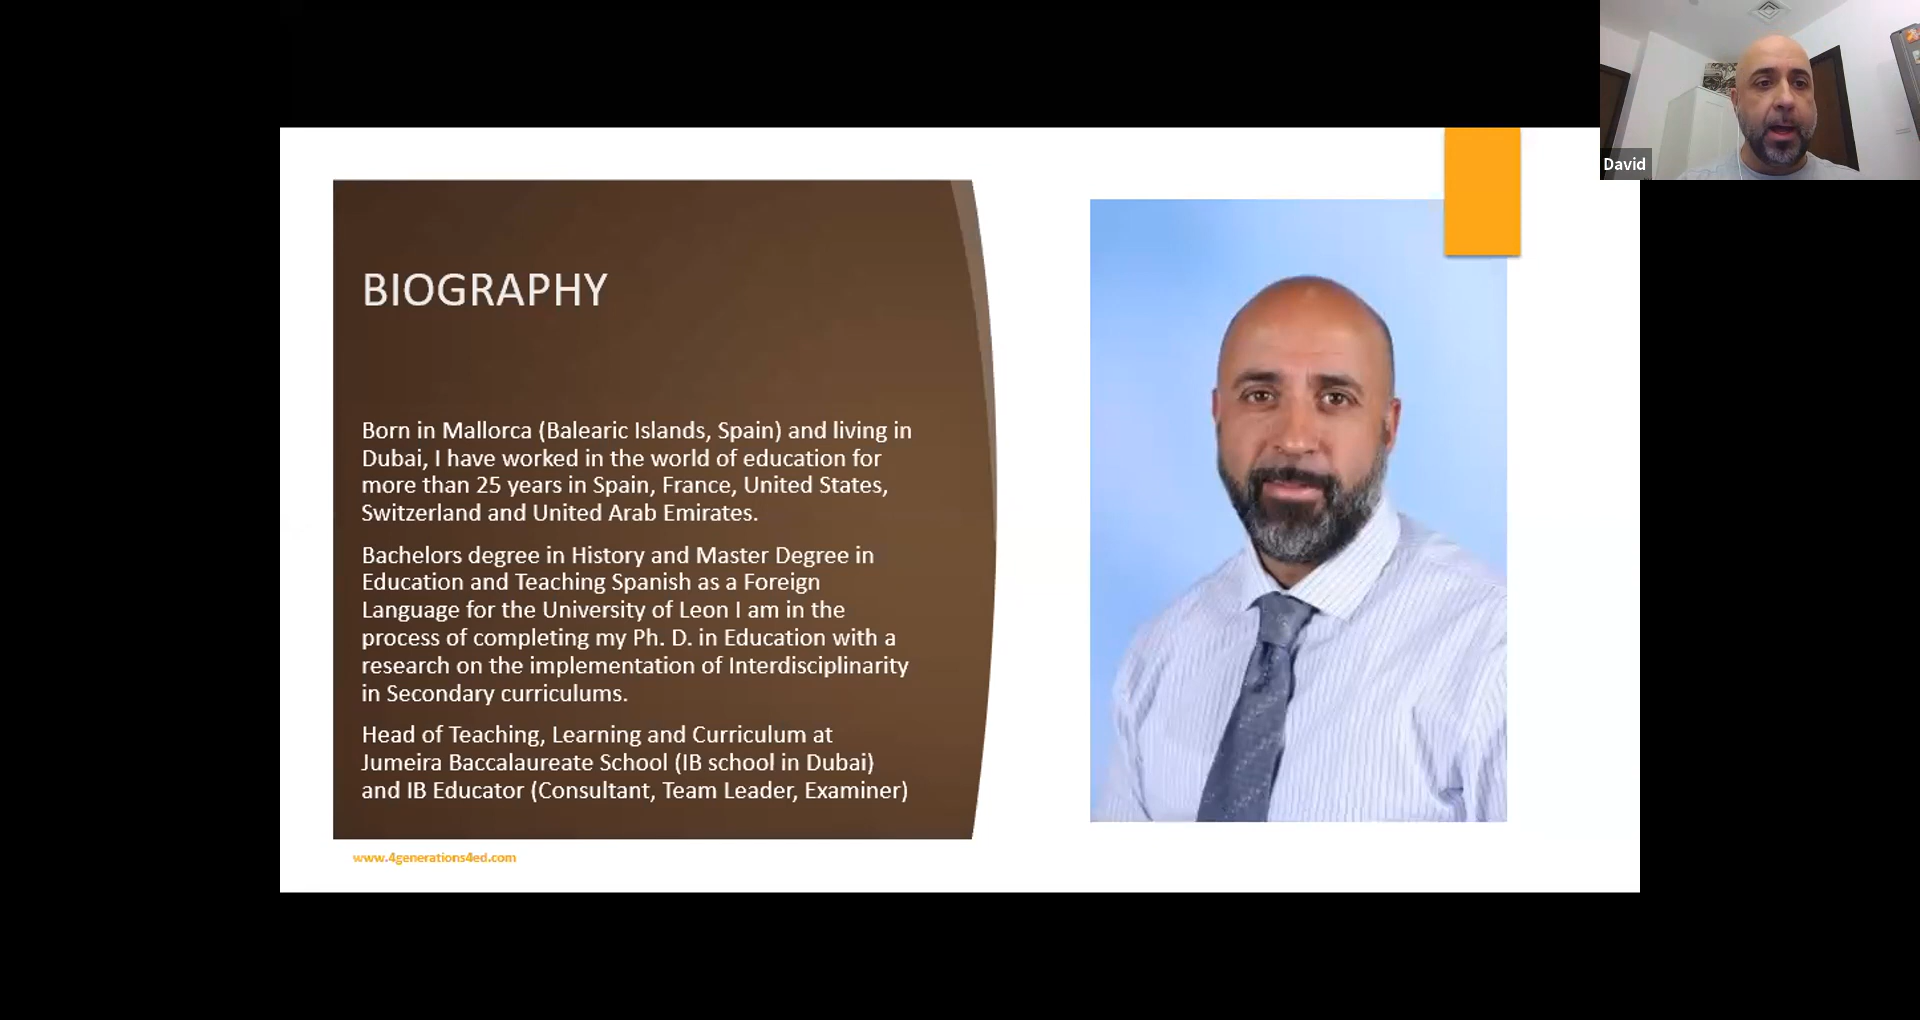 David
BIOGRAPHY
Born in Mallorca (Balearic Islands, Spain) and living in
Dubai, I have worked in the world of education for
more than 25 years in Spain, France, United States,
Switzerland and United Arab Emirates.
Bachelors degree in History and Master Degree in
Education and Teaching Spanish as a Foreign
Language for the University of Leon I am in the
process of completing my Ph. D. in Education with a
research on the implementation of Interdisciplinarity
in Secondary curriculums.
Head of Teaching, Learning and Curriculum at
Jumeira Baccalaureate School (IB school in Dubai)
and IB Educator (Consultant, Team Leader, Examiner)
www.4generations4ed.com